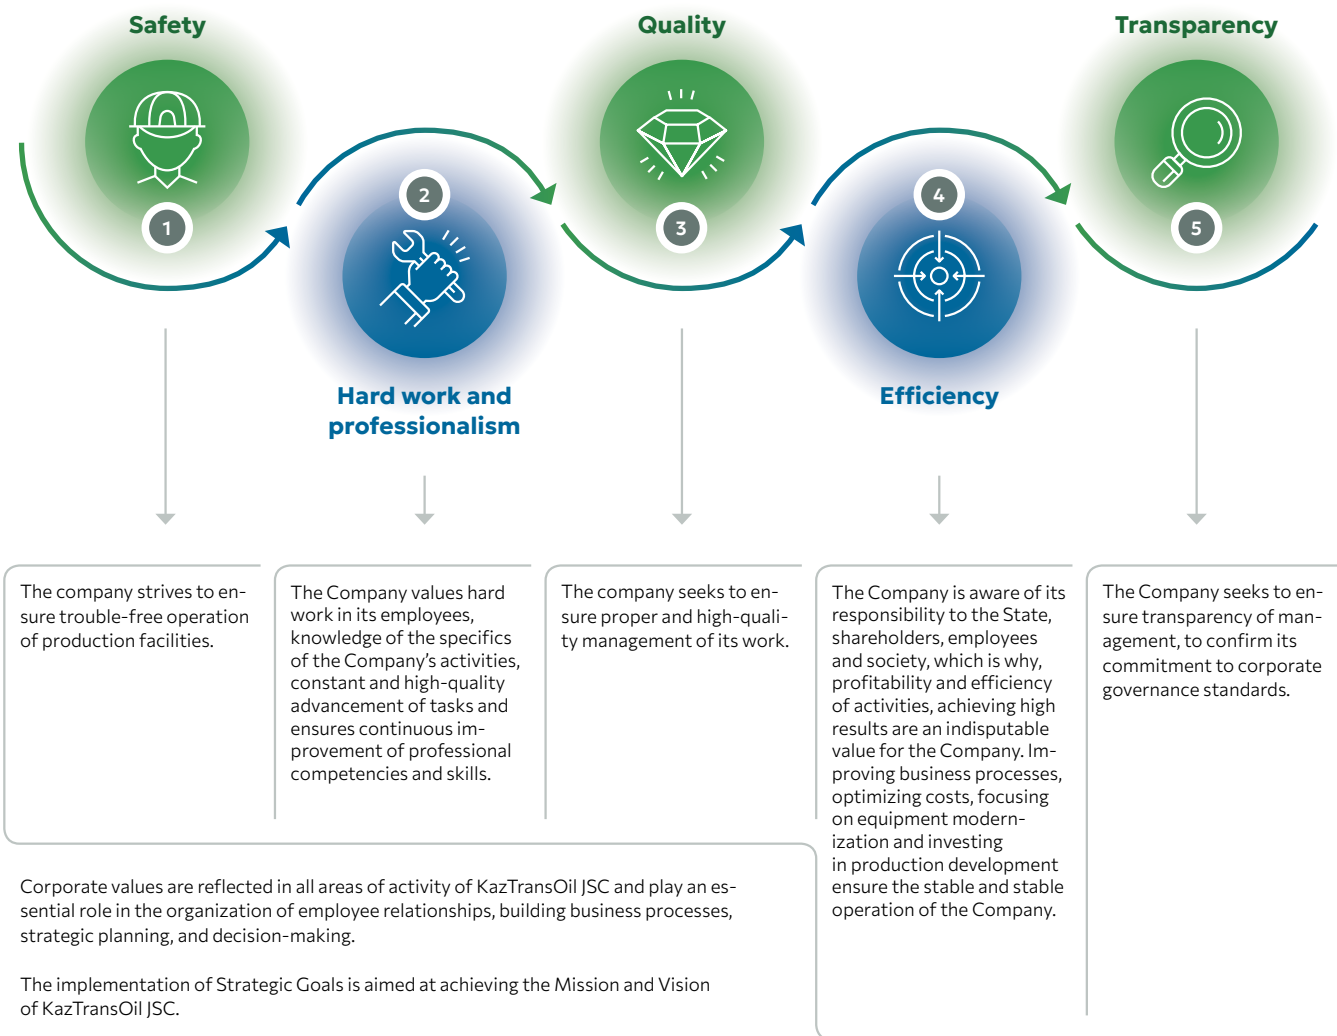 Safety
Quality
Transparency
1
2
3
4
5
Hard work and
professionalism
Efficiency
The company strives to en-
sure trouble-free operation
of production facilities.
The Company values hard
work in its employees,
knowledge of the specifics
of the Company's activities,
constant and high-quality
advancement of tasks and
ensures continuous im-
provement of professional
competencies and skills.
The company seeks to en-
sure proper and high-quali-
ty management of its work.
The Company is aware of its
responsibility to the State,
shareholders, employees
and society, which is why,
profitability and efficiency
of activities, achieving high
results are an indisputable
value for the Company. Im-
proving business processes,
optimizing costs, focusing
on equipment modern-
ization and investing
in production development
ensure the stable and stable
operation of the Company.
The Company seeks to en-
sure transparency of man-
agement, to confirm its
commitment to corporate
governance standards.
Corporate values are reflected in all areas of activity of KazTransOil JSC and play an es-
sential role in the organization of employee relationships, building business processes,
strategic planning, and decision-making.
The implementation of Strategic Goals is aimed at achieving the Mission and Vision
of KazTransOil JSC.